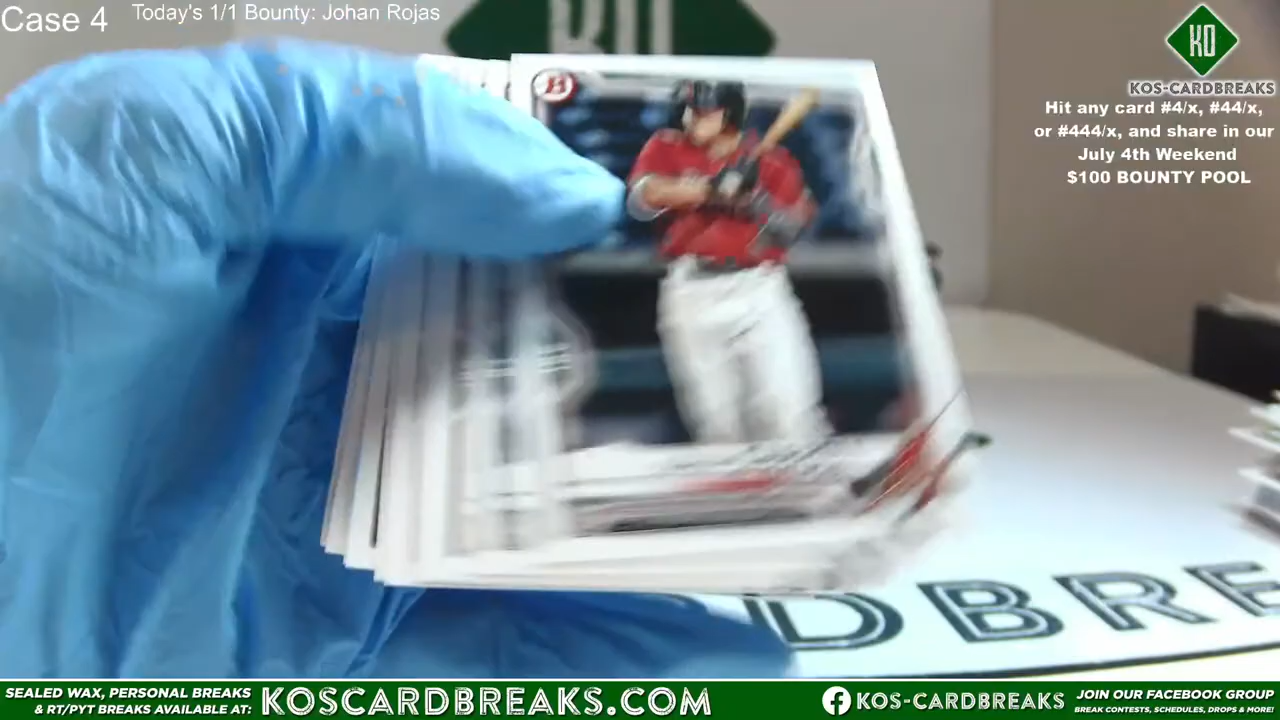 Case 4
Today's 1/1 Bounty: Johan Rojas
KO
KOS-CARDBREAKS
Hit any card #4/x, #44/x,
or #444/x, and share in our
July 4th Weekend
$100 BOUNTY POOL
B
DBRE
SEALED WAX, PERSONAL BREAKS
& RT/PYT BREAKS AVAILABLE AT:
KOSCARDBREAKS.COM
KOS-CARDBREAKS
JOIN OUR FACEBOOK GROUP
BREAK CONTESTS, SCHEDULES, DROPS & MORE!